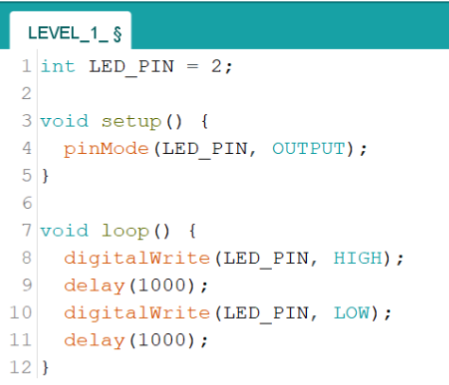 LEVEL_1_ §
1 int LED_PIN = 2;
2
3 void setup() {
4   pinMode(LED_PIN, OUTPUT);
5 }
6
7 void loop() {
8   digitalWrite(LED_PIN, HIGH);
9   delay(1000);
10   digitalWrite(LED_PIN, LOW);
11   delay(1000);
12 }